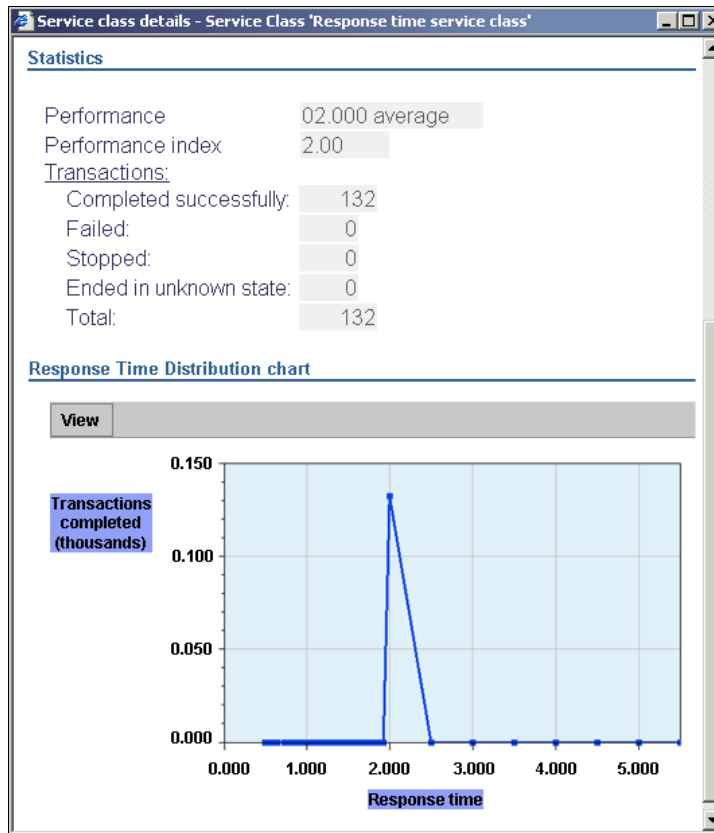 Service class details - Service Class 'Response time service class'
Statistics
Performance 02.000 average
Performance index 2.00
Transactions:
Completed successfully: 132
Failed: 0
Stopped: 0
Ended in unknown state: 0
Total: 132
Response Time Distribution chart
View
Transactions
completed
(thousands)
0.150
0.100
0.050
0.000
0.000 1.000 2.000 3.000 4.000 5.000
Response time